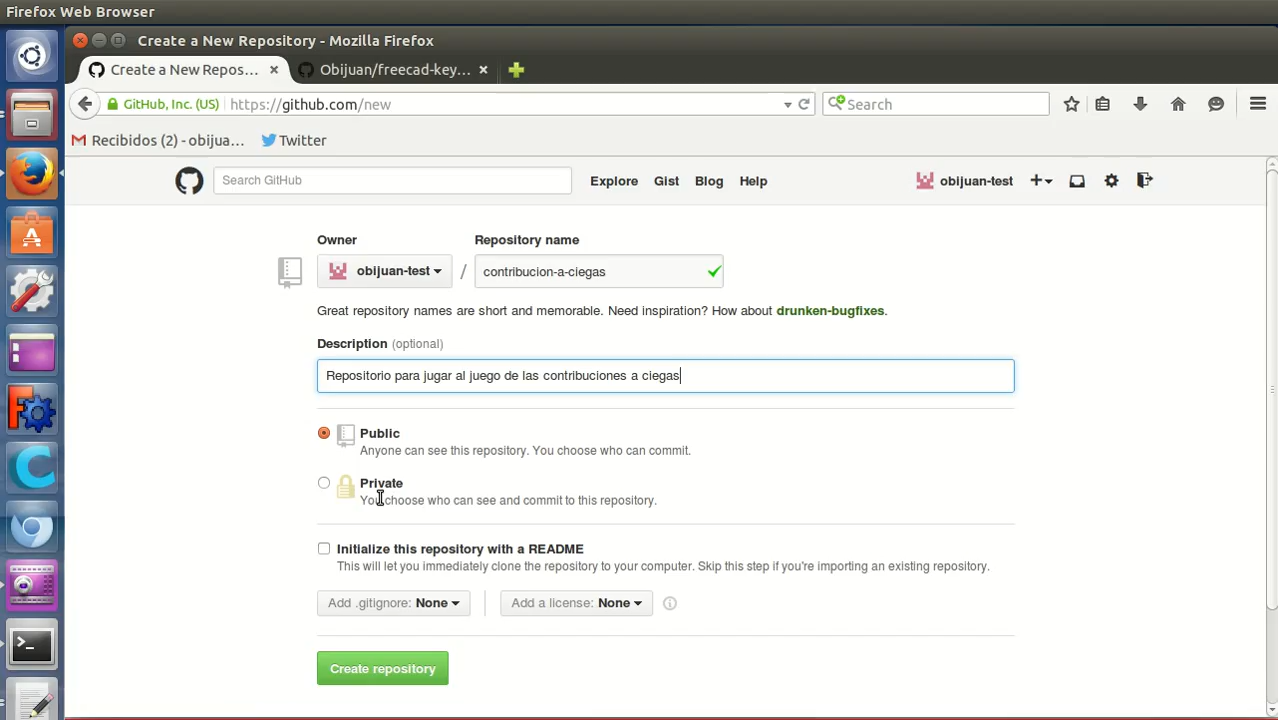 Firefox Web Browser
Create a New Repository - Mozilla Firefox
Create a New Repos... Obijuan/freecad-key...
GitHub, Inc. (US) https://github.com/new Search
Recibidos (2) - obijua... Twitter
Search GitHub Explore Gist Blog Help obijuan-test
Owner Repository name
obijuan-test / contribucion-a-ciegas
Great repository names are short and memorable. Need inspiration? How about drunken-bugfixes.
Description (optional)
Repositorio para jugar al juego de las contribuciones a ciegas
Public
Anyone can see this repository. You choose who can commit.
Private
You choose who can see and commit to this repository.
Initialize this repository with a README
This will let you immediately clone the repository to your computer. Skip this step if you're importing an existing repository.
Add .gitignore: None Add a license: None
Create repository